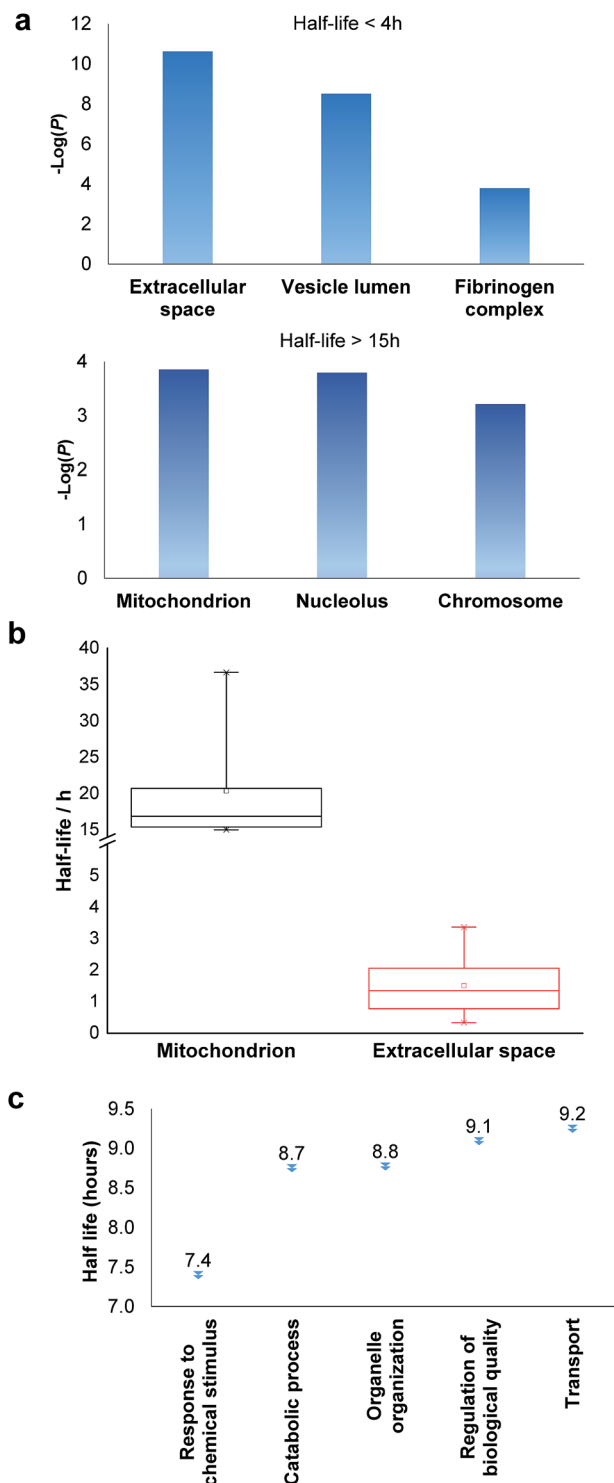 a
Half-life < 4h
12
10
8
6
4
2
0
-Log(P)
Extracellular
space
Vesicle lumen
Fibrinogen
complex
Half-life > 15h
4
3
2
1
0
-Log(P)
Mitochondrion
Nucleolus
Chromosome
b
40
35
30
25
20
15
5
4
3
2
1
0
Half-life / h
Mitochondrion
Extracellular space
c
9.5
9.0
8.5
8.0
7.5
7.0
Half life (hours)
7.4
8.7
8.8
9.1
9.2
Response to
chemical stimulus
Catabolic process
Organelle
organization
Regulation of
biological quality
Transport